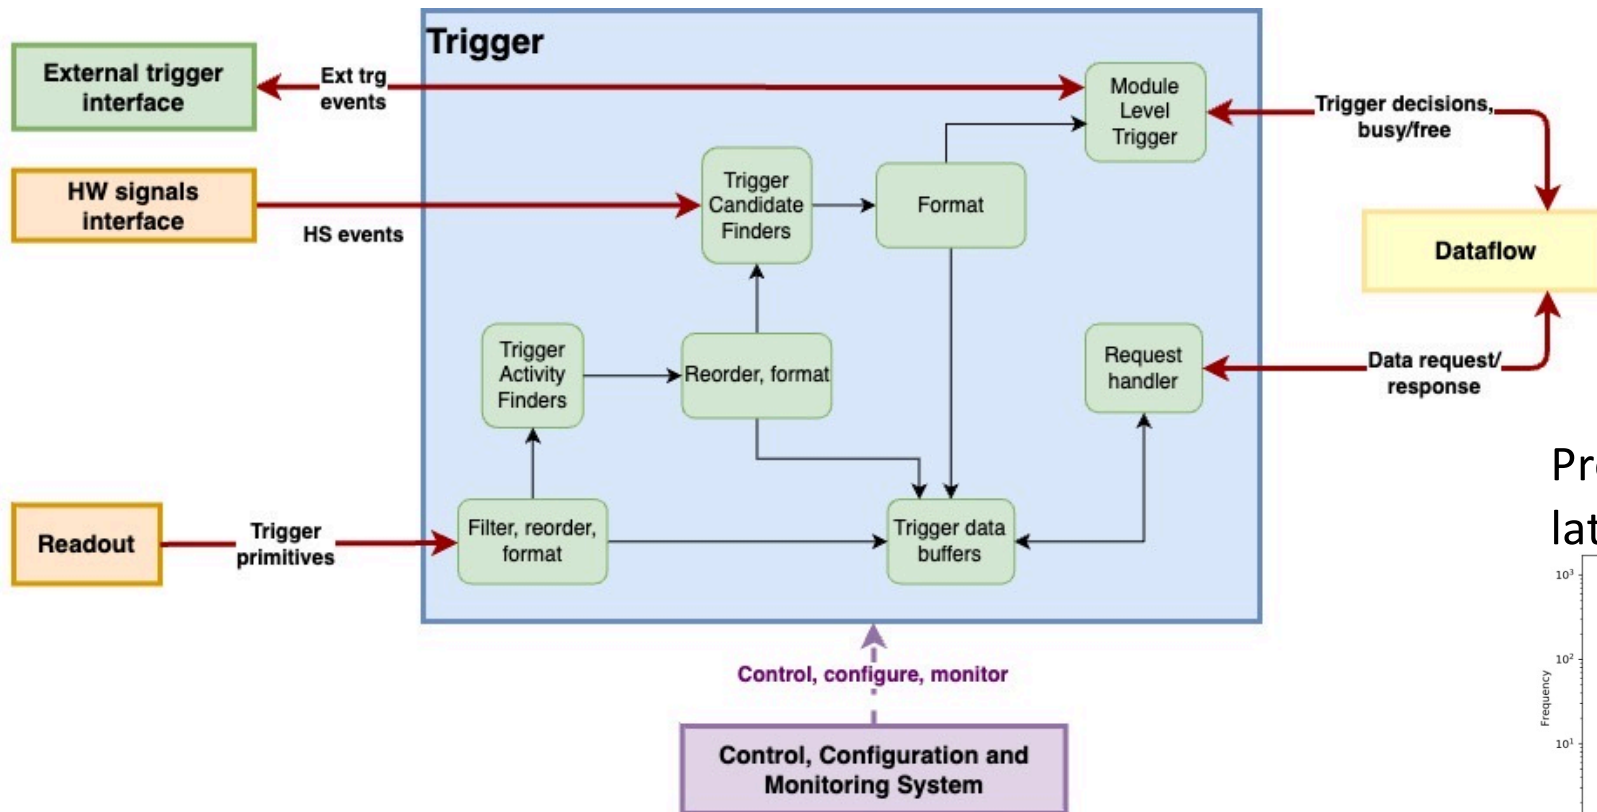 Trigger
External trigger
interface
Ext trg
events
Module
Level
Trigger
Trigger decisions,
busy/free
HW signals
interface
HS events
Trigger
Candidate
Finders
Format
Dataflow
Trigger
Activity
Finders
Reorder, format
Request
handler
Data request/
response
Readout
Trigger
primitives
Filter, reorder,
format
Trigger data
buffers
Control, configure, monitor
Control, Configuration and
Monitoring System
10³
10²
10¹
Frequency